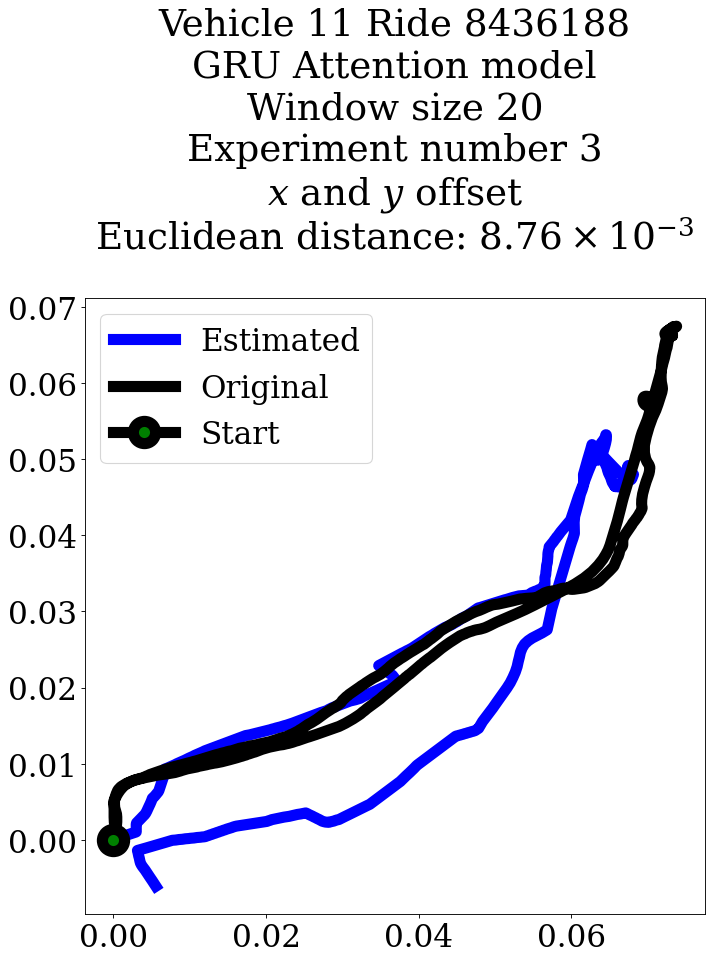 Vehicle 11 Ride 8436188
GRU Attention model
Window size 20
Experiment number 3
x and y offset
Euclidean distance: 8.76 × 10⁻³
0.07
Estimated
0.06
Original
Start
0.05
0.04
0.03
0.02
0.01
0.00
0.00 0.02 0.04 0.06